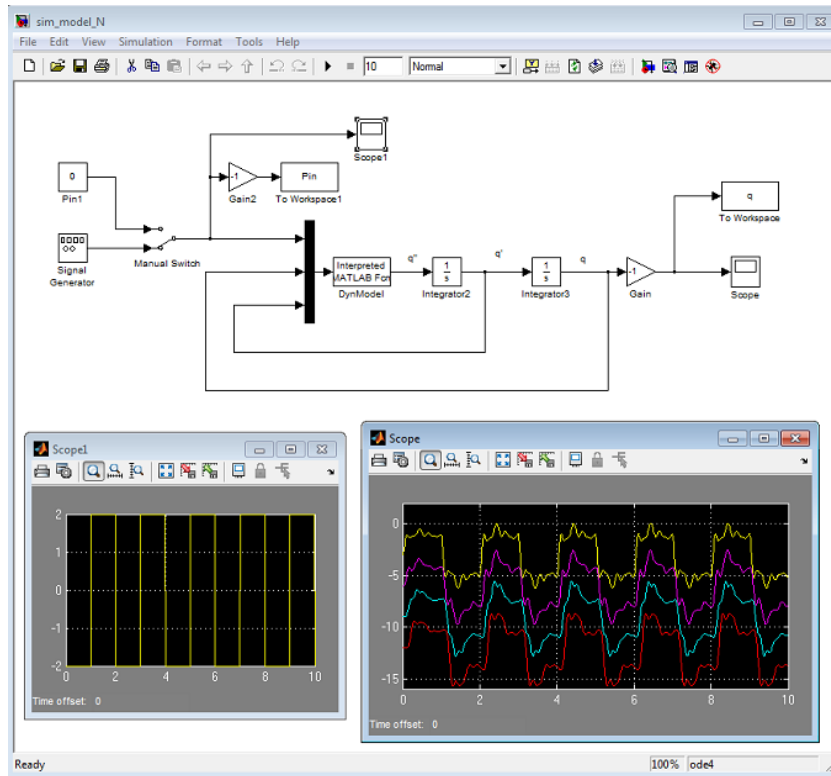 sim_model_N
File Edit View Simulation Format Tools Help
10 Normal
Scope1
0
Pin1
-1
Gain2
Pin
To Workspace1
q
To Workspace
Signal
Generator
Manual Switch
Interpreted
MATLAB Fcn
DynModel
q''
1
s
Integrator2
q'
1
s
Integrator3
q
-1
Gain
Scope
Scope1
2
1
0
-1
-2
0 2 4 6 8 10
Time offset: 0
Scope
0
-5
-10
-15
0 2 4 6 8 10
Time offset: 0
Ready 100% ode4